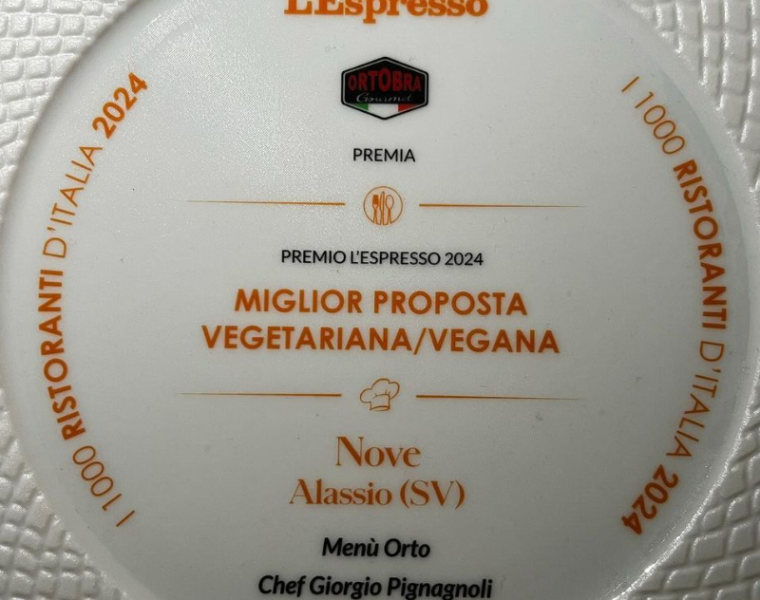 L'Espresso
ORTOBRA
Gourmet
PREMIA
PREMIO L'ESPRESSO 2024
MIGLIOR PROPOSTA
VEGETARIANA/VEGANA
Nove
Alassio (SV)
Menù Orto
Chef Giorgio Pignagnoli
I 1000 RISTORANTI D'ITALIA 2024
I 1000 RISTORANTI D'ITALIA 2024